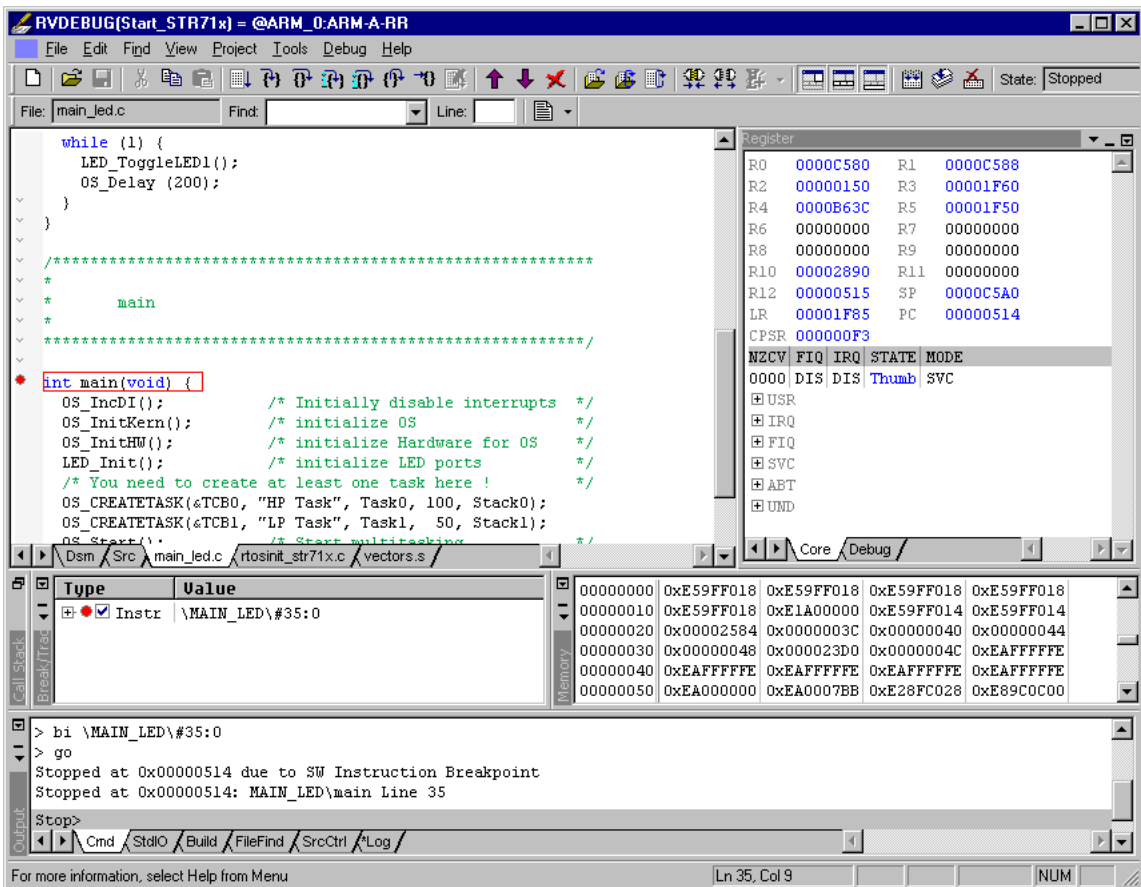 RVDEBUG(Start_STR71x) = @ARM_0:ARM-A-RR
File Edit Find View Project Tools Debug Help
State: Stopped
File: main_led.c Find: Line:
while (1) {
LED_ToggleLED1();
OS_Delay (200);
}
}
/**********************************************************
*
* main
*
**********************************************************/
int main(void) {
OS_IncDI(); /* Initially disable interrupts */
OS_InitKern(); /* initialize OS */
OS_InitHW(); /* initialize Hardware for OS */
LED_Init(); /* initialize LED ports */
/* You need to create at least one task here ! */
OS_CREATETASK(&TCB0, "HP Task", Task0, 100, Stack0);
OS_CREATETASK(&TCB1, "LP Task", Task1, 50, Stack1);
OS_Start(); /* Start multitasking */
Dsm Src main_led.c rtosinit_str71x.c vectors.s
Register
R0 0000C580 R1 0000C588
R2 00000150 R3 00001F60
R4 0000B63C R5 00001F50
R6 00000000 R7 00000000
R8 00000000 R9 00000000
R10 00002890 R11 00000000
R12 00000515 SP 0000C5A0
LR 00001F85 PC 00000514
CPSR 000000F3
NZCV FIQ IRQ STATE MODE
0000 DIS DIS Thumb SVC
USR
IRQ
FIQ
SVC
ABT
UND
Core Debug
Call Stack
Break/Trac
Type Value
Instr \MAIN_LED\#35:0
Memory
00000000 0xE59FF018 0xE59FF018 0xE59FF018 0xE59FF018
00000010 0xE59FF018 0xE1A00000 0xE59FF014 0xE59FF014
00000020 0x00002584 0x0000003C 0x00000040 0x00000044
00000030 0x00000048 0x000023D0 0x0000004C 0xEAFFFFFE
00000040 0xEAFFFFFE 0xEAFFFFFE 0xEAFFFFFE 0xEAFFFFFE
00000050 0xEA000000 0xEA0007BB 0xE28FC028 0xE89C0C00
Output
> bi \MAIN_LED\#35:0
> go
Stopped at 0x00000514 due to SW Instruction Breakpoint
Stopped at 0x00000514: MAIN_LED\main Line 35
Stop>
Cmd StdIO Build FileFind SrcCtrl *Log
For more information, select Help from Menu
Ln 35, Col 9
NUM